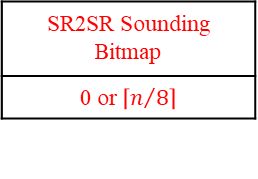 SR2SR Sounding
Bitmap
0 or ⌈n/8⌉